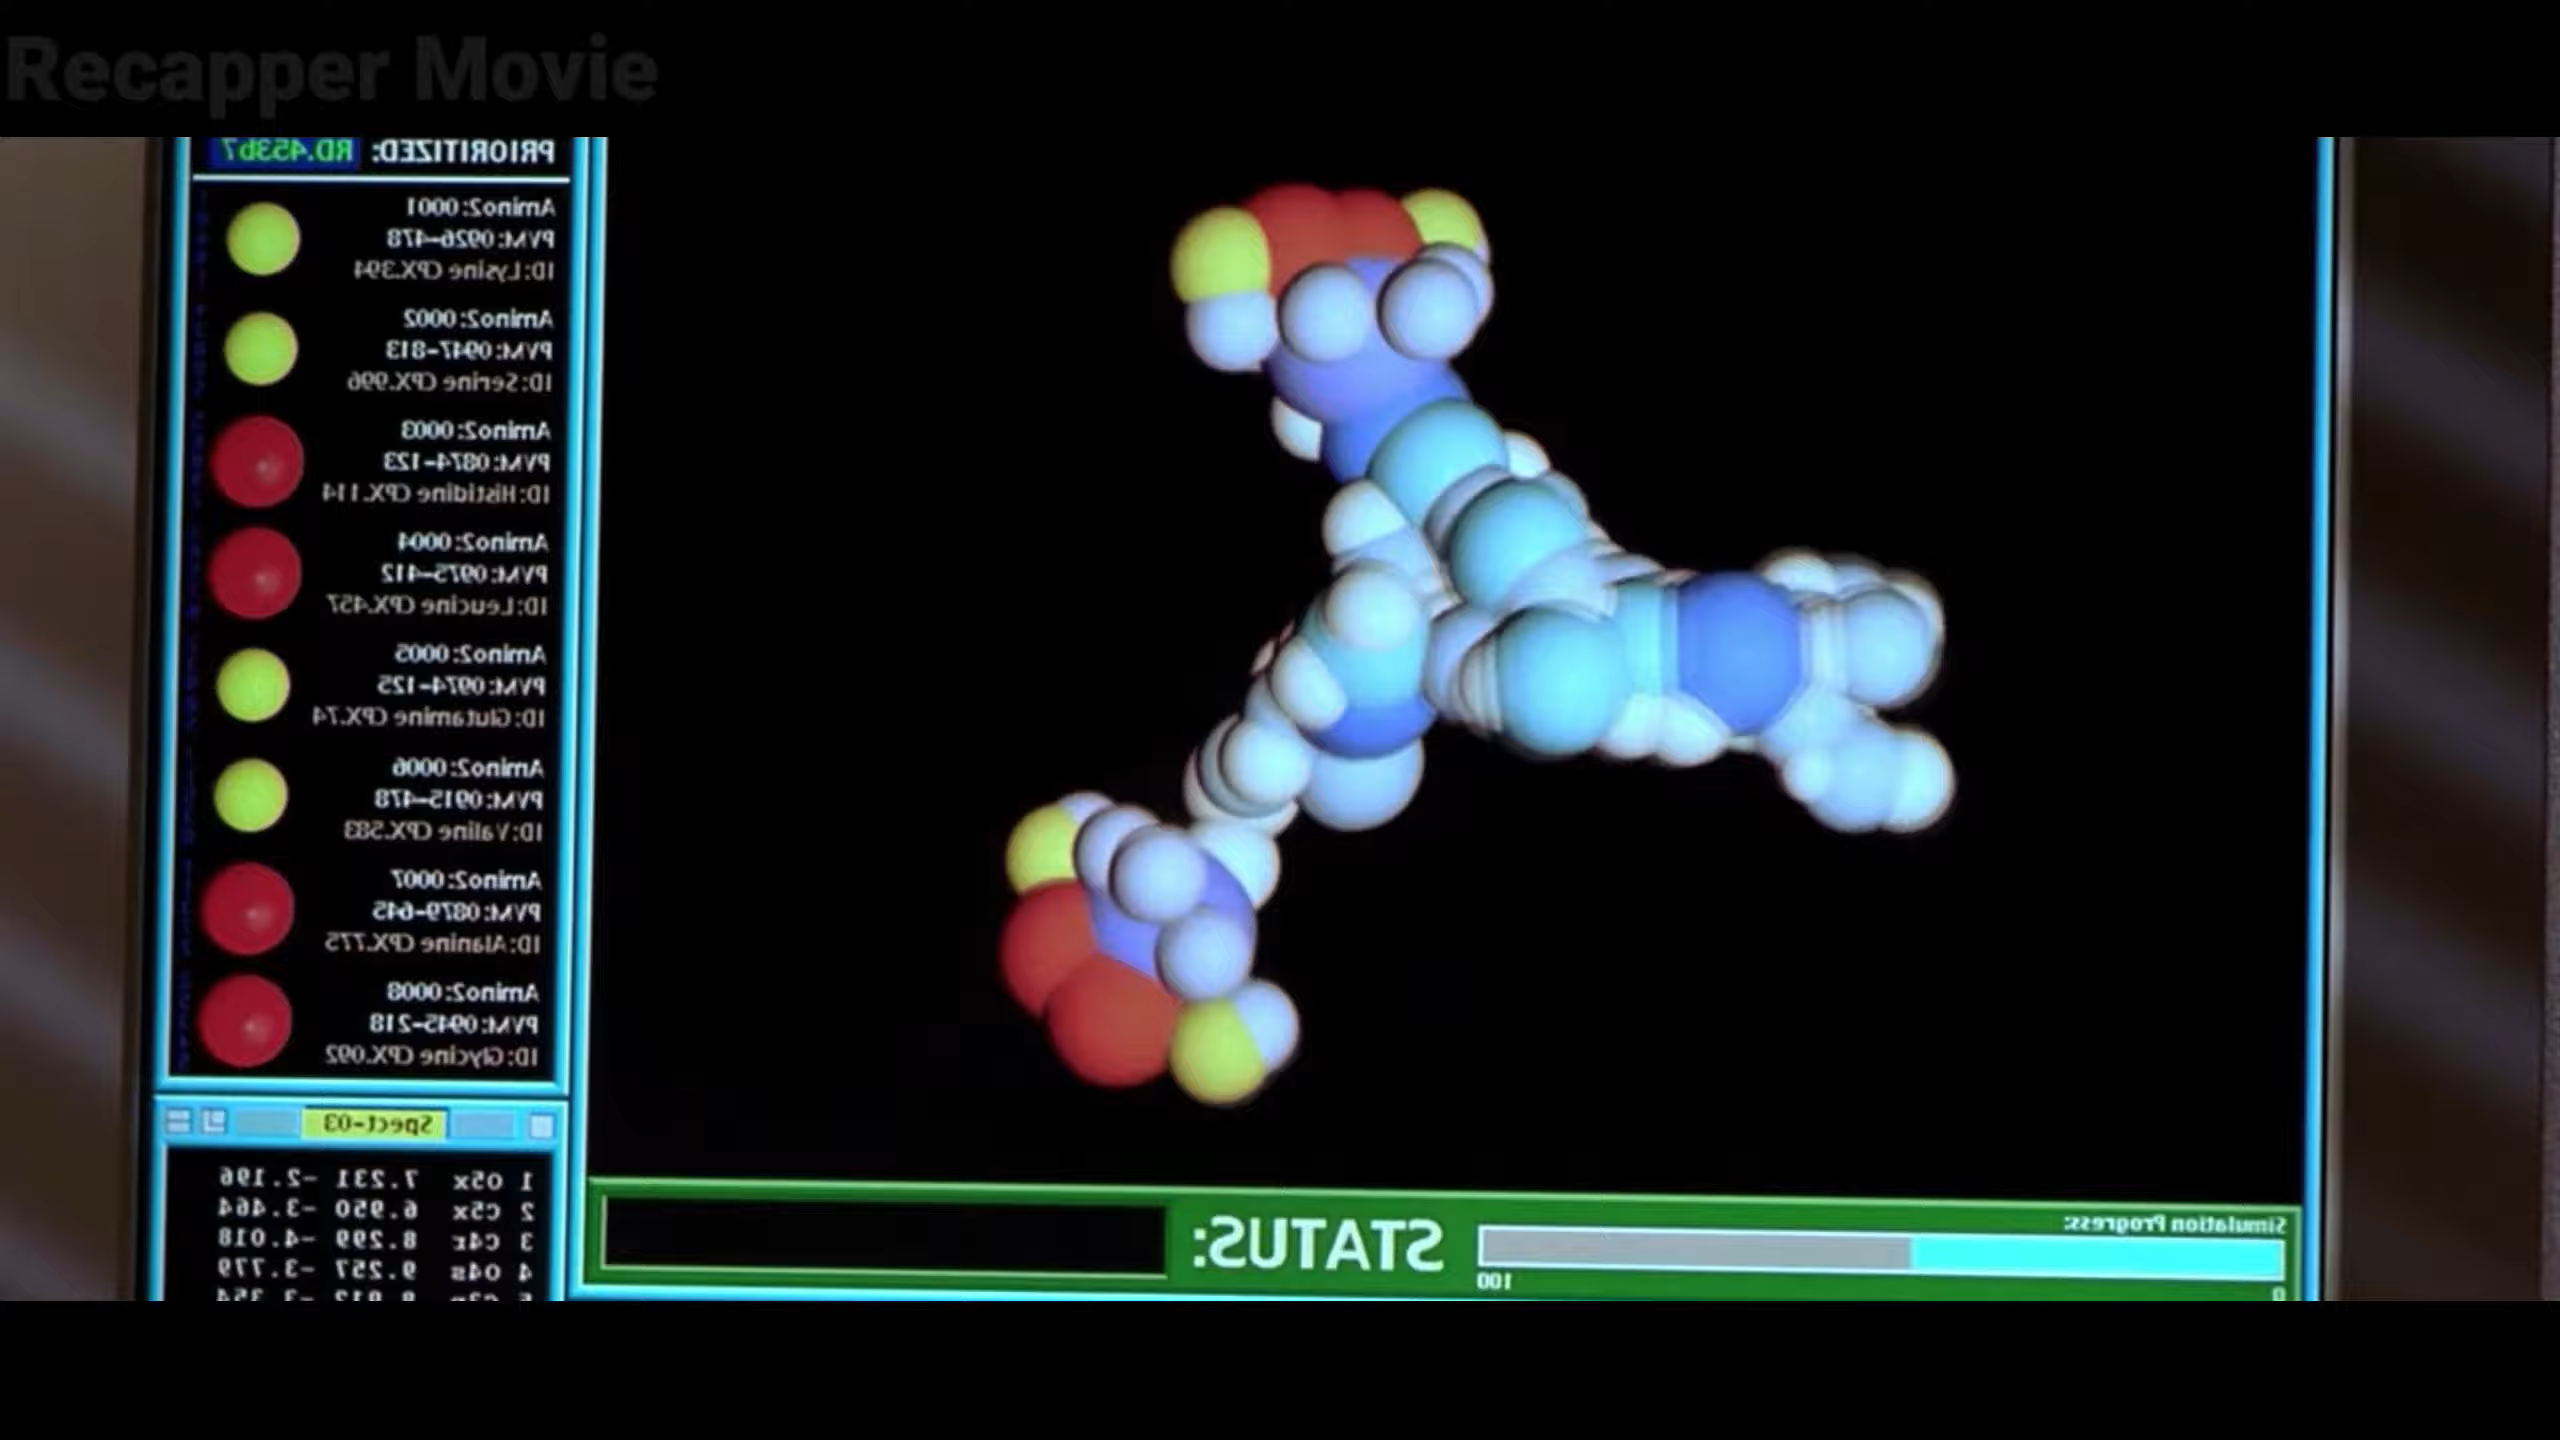 Recapper Movie
PRIORITIZED: RD.453b7
Amino2:0001
PVM:0926-478
ID:Lysine CPX.394
Amino2:0002
PVM:0947-813
ID:Serine CPX.996
Amino2:0003
PVM:0874-123
ID:Histidine CPX.114
Amino2:0004
PVM:0975-412
ID:Leucine CPX.457
Amino2:0005
PVM:0974-125
ID:Glutamine CPX.74
Amino2:0006
PVM:0915-478
ID:Valine CPX.583
Amino2:0007
PVM:0879-645
ID:Alanine CPX.775
Amino2:0008
PVM:0945-218
ID:Glycine CPX.092
Spect-03
1 O5x 7.231 -2.196
2 C5x 6.950 -3.464
3 C4r 8.299 -4.018
4 O4s 9.257 -3.779
Simulation Progress:
0 100
STATUS: